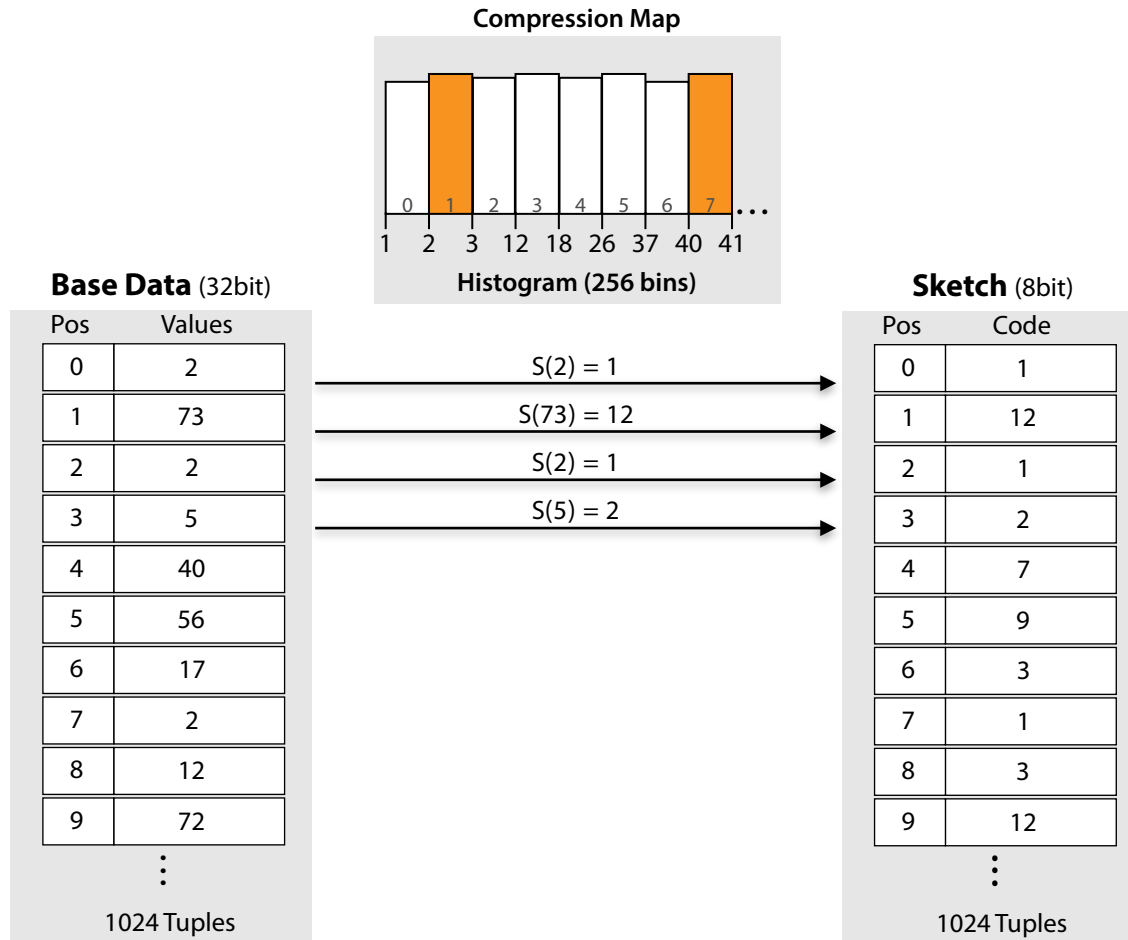 Compression Map
0 1 2 3 4 5 6 7 ...
1 2 3 12 18 26 37 40 41
Histogram (256 bins)
Base Data (32bit)
Pos Values
0 2
1 73
2 2
3 5
4 40
5 56
6 17
7 2
8 12
9 72
⋮
1024 Tuples
S(2) = 1
S(73) = 12
S(2) = 1
S(5) = 2
Sketch (8bit)
Pos Code
0 1
1 12
2 1
3 2
4 7
5 9
6 3
7 1
8 3
9 12
⋮
1024 Tuples